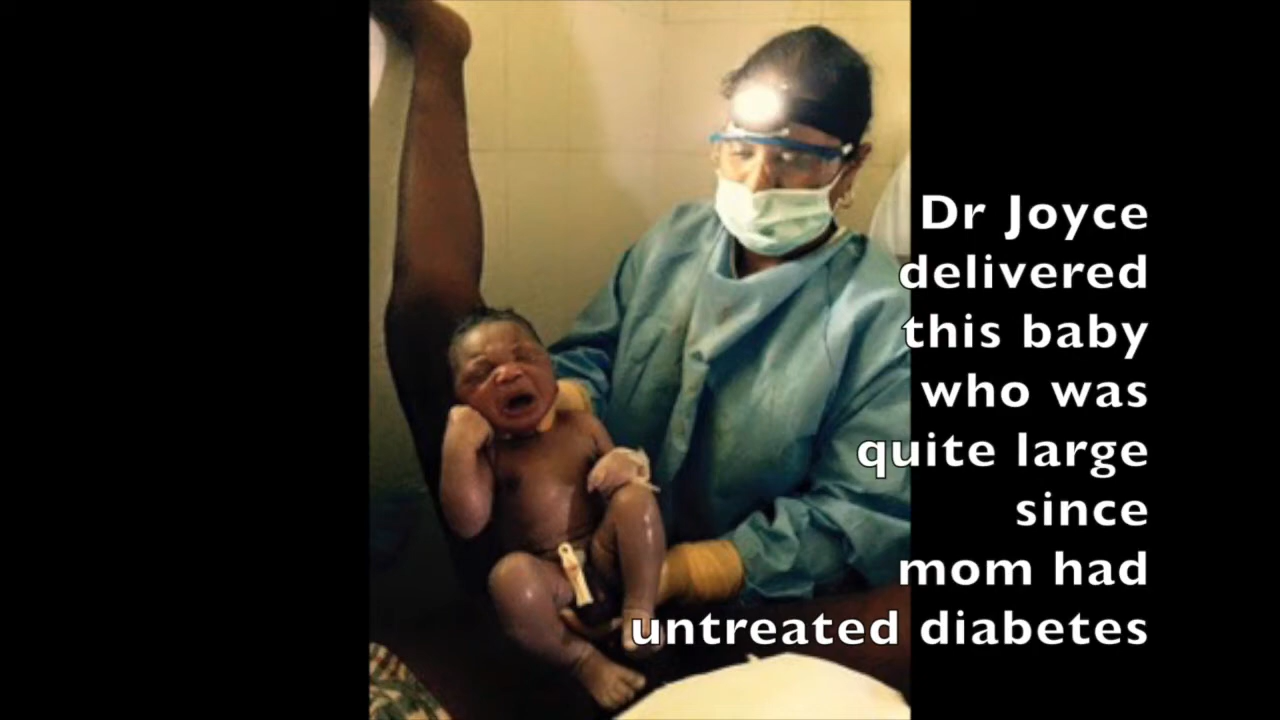 Dr Joyce
delivered
this baby
who was
quite large
since
mom had
untreated diabetes